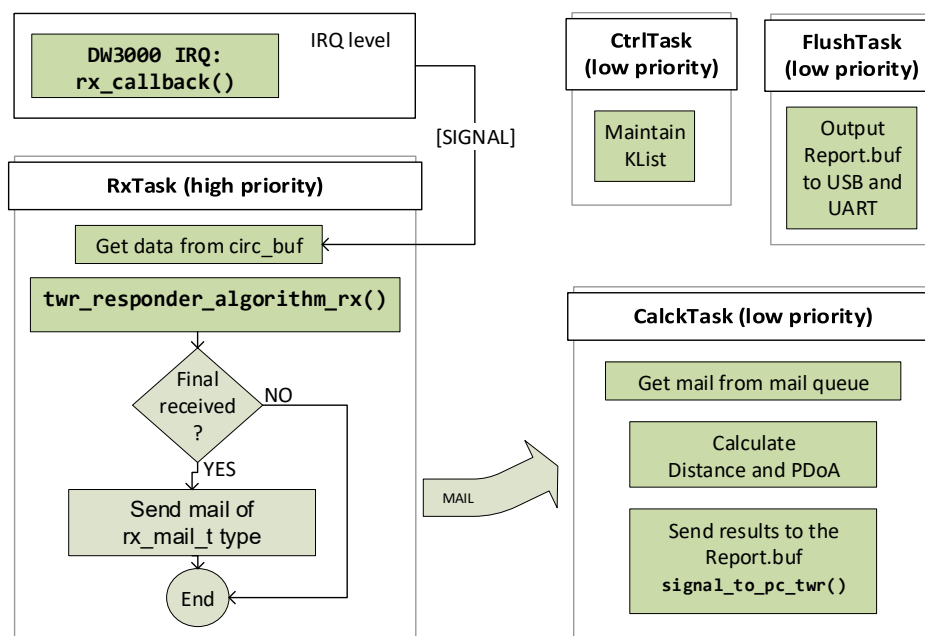 IRQ level
DW3000 IRQ:
rx_callback()
[SIGNAL]
RxTask (high priority)
Get data from circ_buf
twr_responder_algorithm_rx()
Final
received
?
NO
YES
Send mail of
rx_mail_t type
End
MAIL
CtrlTask
(low priority)
Maintain
KList
FlushTask
(low priority)
Output
Report.buf
to USB and
UART
CalckTask (low priority)
Get mail from mail queue
Calculate
Distance and PDoA
Send results to the
Report.buf
signal_to_pc_twr()